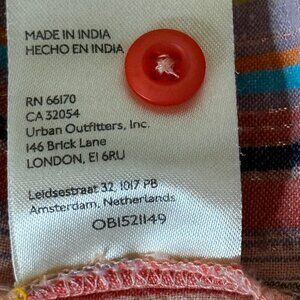 MADE IN INDIA
HECHO EN INDIA
RN 66170
CA 32054
Urban Outfitters, Inc.
146 Brick Lane
LONDON, E1 6RU
Leidsestraat 32, 1017 PB
Amsterdam, Netherlands
OB1521149